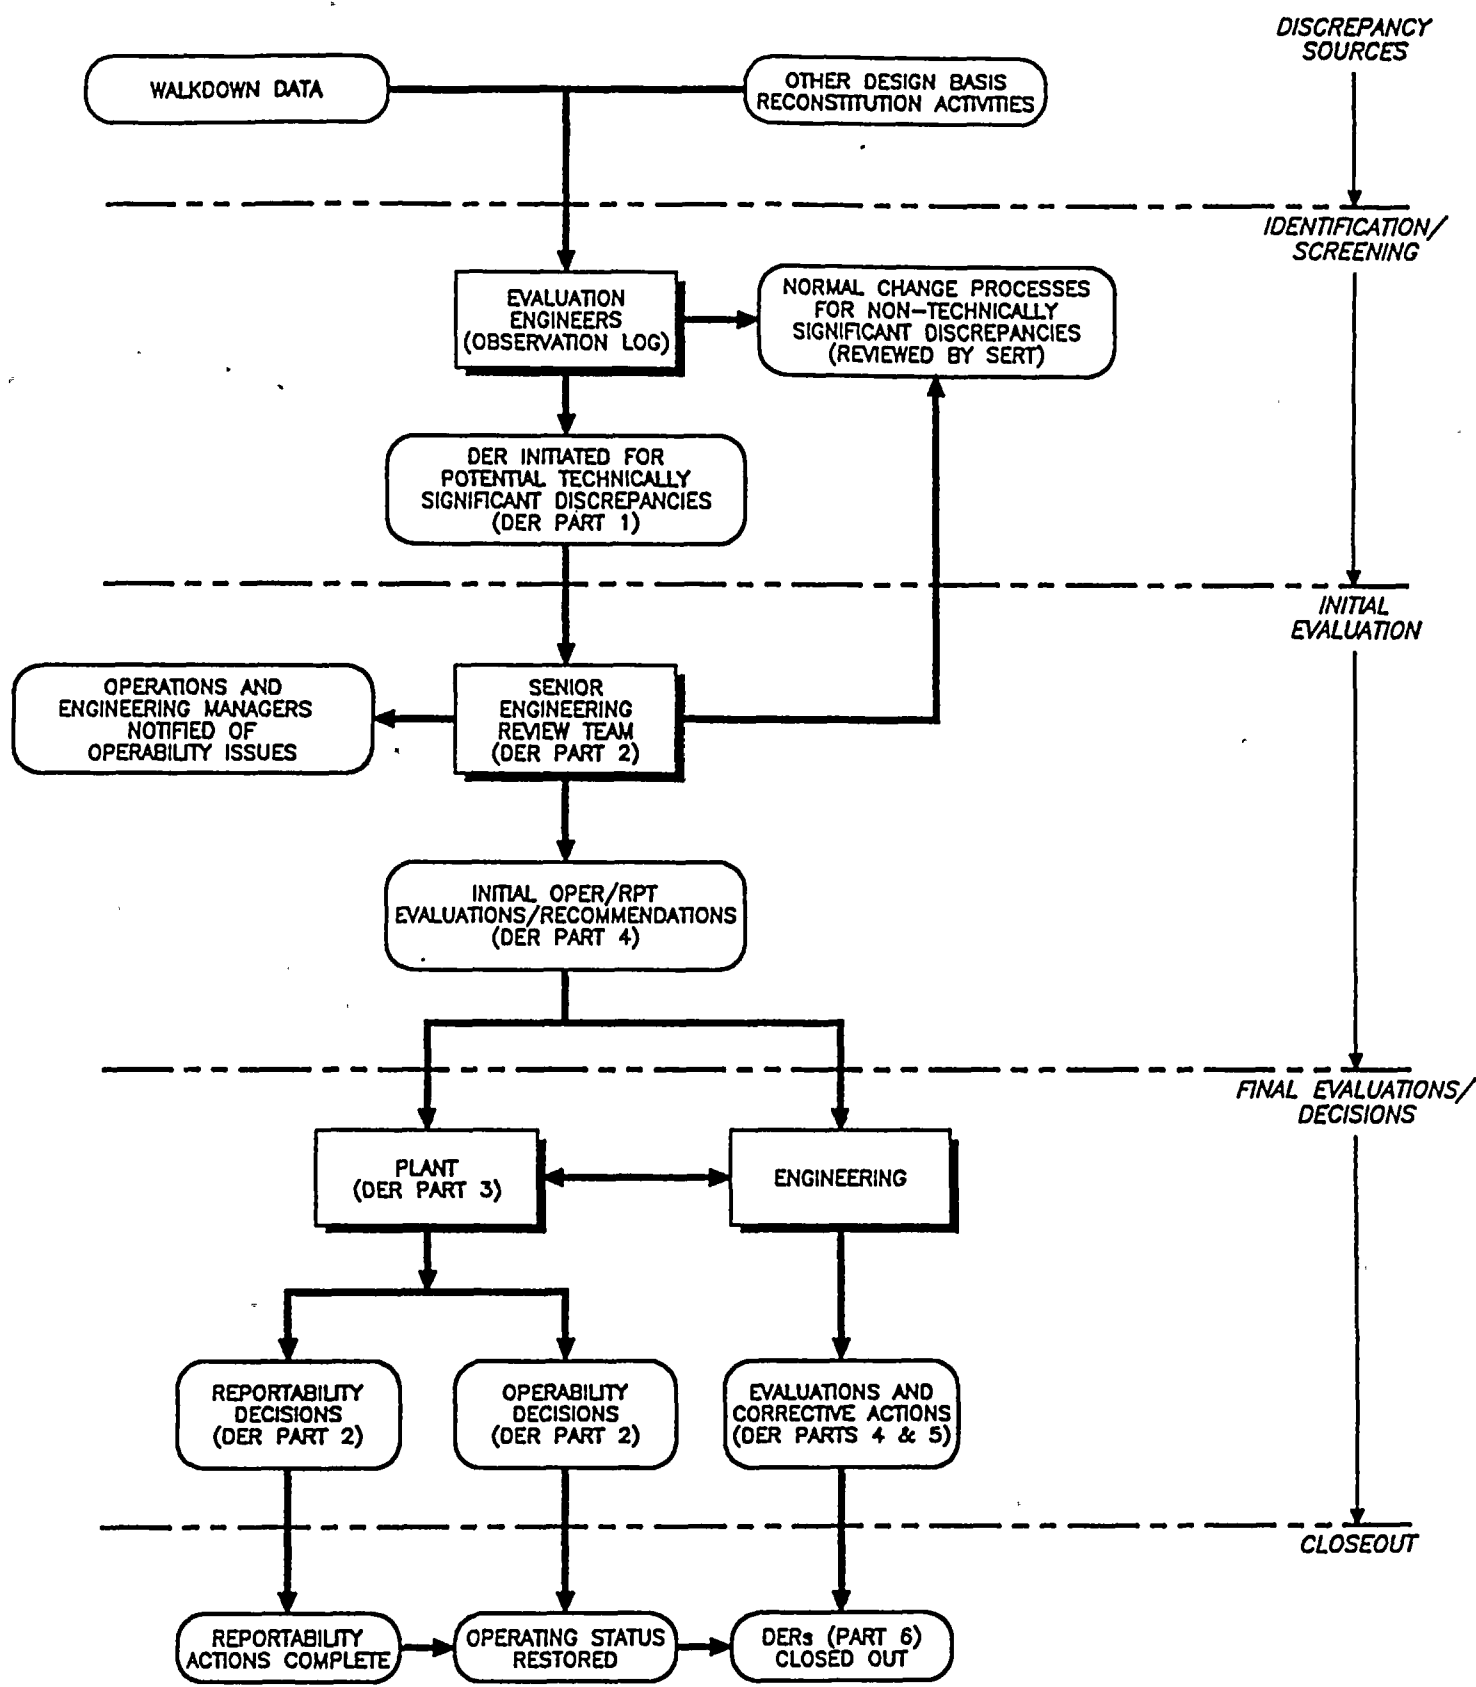 DISCREPANCY
SOURCES
WALKDOWN DATA
OTHER DESIGN BASIS
RECONSTITUTION ACTIVITIES
IDENTIFICATION/
SCREENING
EVALUATION
ENGINEERS
(OBSERVATION LOG)
NORMAL CHANGE PROCESSES
FOR NON-TECHNICALLY
SIGNIFICANT DISCREPANCIES
(REVIEWED BY SERT)
DER INITIATED FOR
POTENTIAL TECHNICALLY
SIGNIFICANT DISCREPANCIES
(DER PART 1)
INITIAL
EVALUATION
OPERATIONS AND
ENGINEERING MANAGERS
NOTIFIED OF
OPERABILITY ISSUES
SENIOR
ENGINEERING
REVIEW TEAM
(DER PART 2)
INITIAL OPER/RPT
EVALUATIONS/RECOMMENDATIONS
(DER PART 4)
FINAL EVALUATIONS/
DECISIONS
PLANT
(DER PART 3)
ENGINEERING
REPORTABILITY
DECISIONS
(DER PART 2)
OPERABILITY
DECISIONS
(DER PART 2)
EVALUATIONS AND
CORRECTIVE ACTIONS
(DER PARTS 4 & 5)
CLOSEOUT
REPORTABILITY
ACTIONS COMPLETE
OPERATING STATUS
RESTORED
DERs (PART 6)
CLOSED OUT